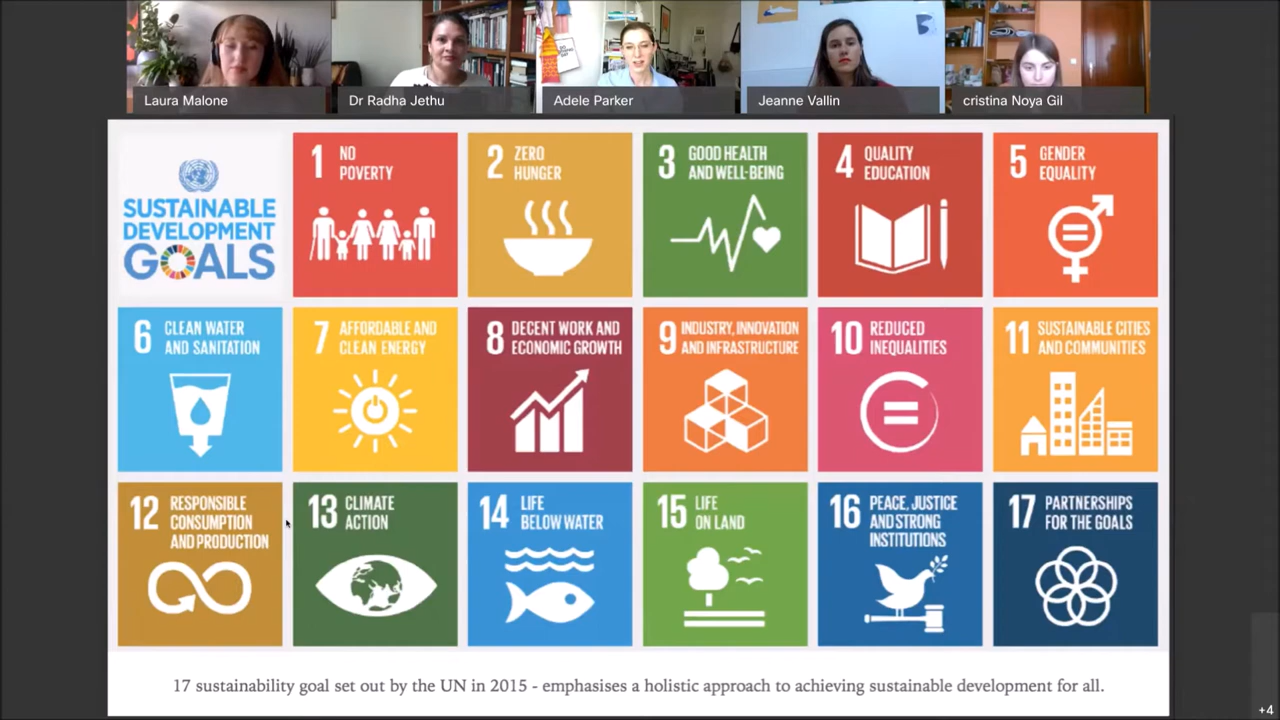 Laura Malone
Dr Radha Jethu
Adele Parker
Jeanne Vallin
cristina Noya Gil
SUSTAINABLE
DEVELOPMENT
GOALS
1 NO
POVERTY
2 ZERO
HUNGER
3 GOOD HEALTH
AND WELL-BEING
4 QUALITY
EDUCATION
5 GENDER
EQUALITY
6 CLEAN WATER
AND SANITATION
7 AFFORDABLE AND
CLEAN ENERGY
8 DECENT WORK AND
ECONOMIC GROWTH
9 INDUSTRY, INNOVATION
AND INFRASTRUCTURE
10 REDUCED
INEQUALITIES
11 SUSTAINABLE CITIES
AND COMMUNITIES
12 RESPONSIBLE
CONSUMPTION
AND PRODUCTION
13 CLIMATE
ACTION
14 LIFE
BELOW WATER
15 LIFE
ON LAND
16 PEACE, JUSTICE
AND STRONG
INSTITUTIONS
17 PARTNERSHIPS
FOR THE GOALS
17 sustainability goal set out by the UN in 2015 - emphasises a holistic approach to achieving sustainable development for all.
+4